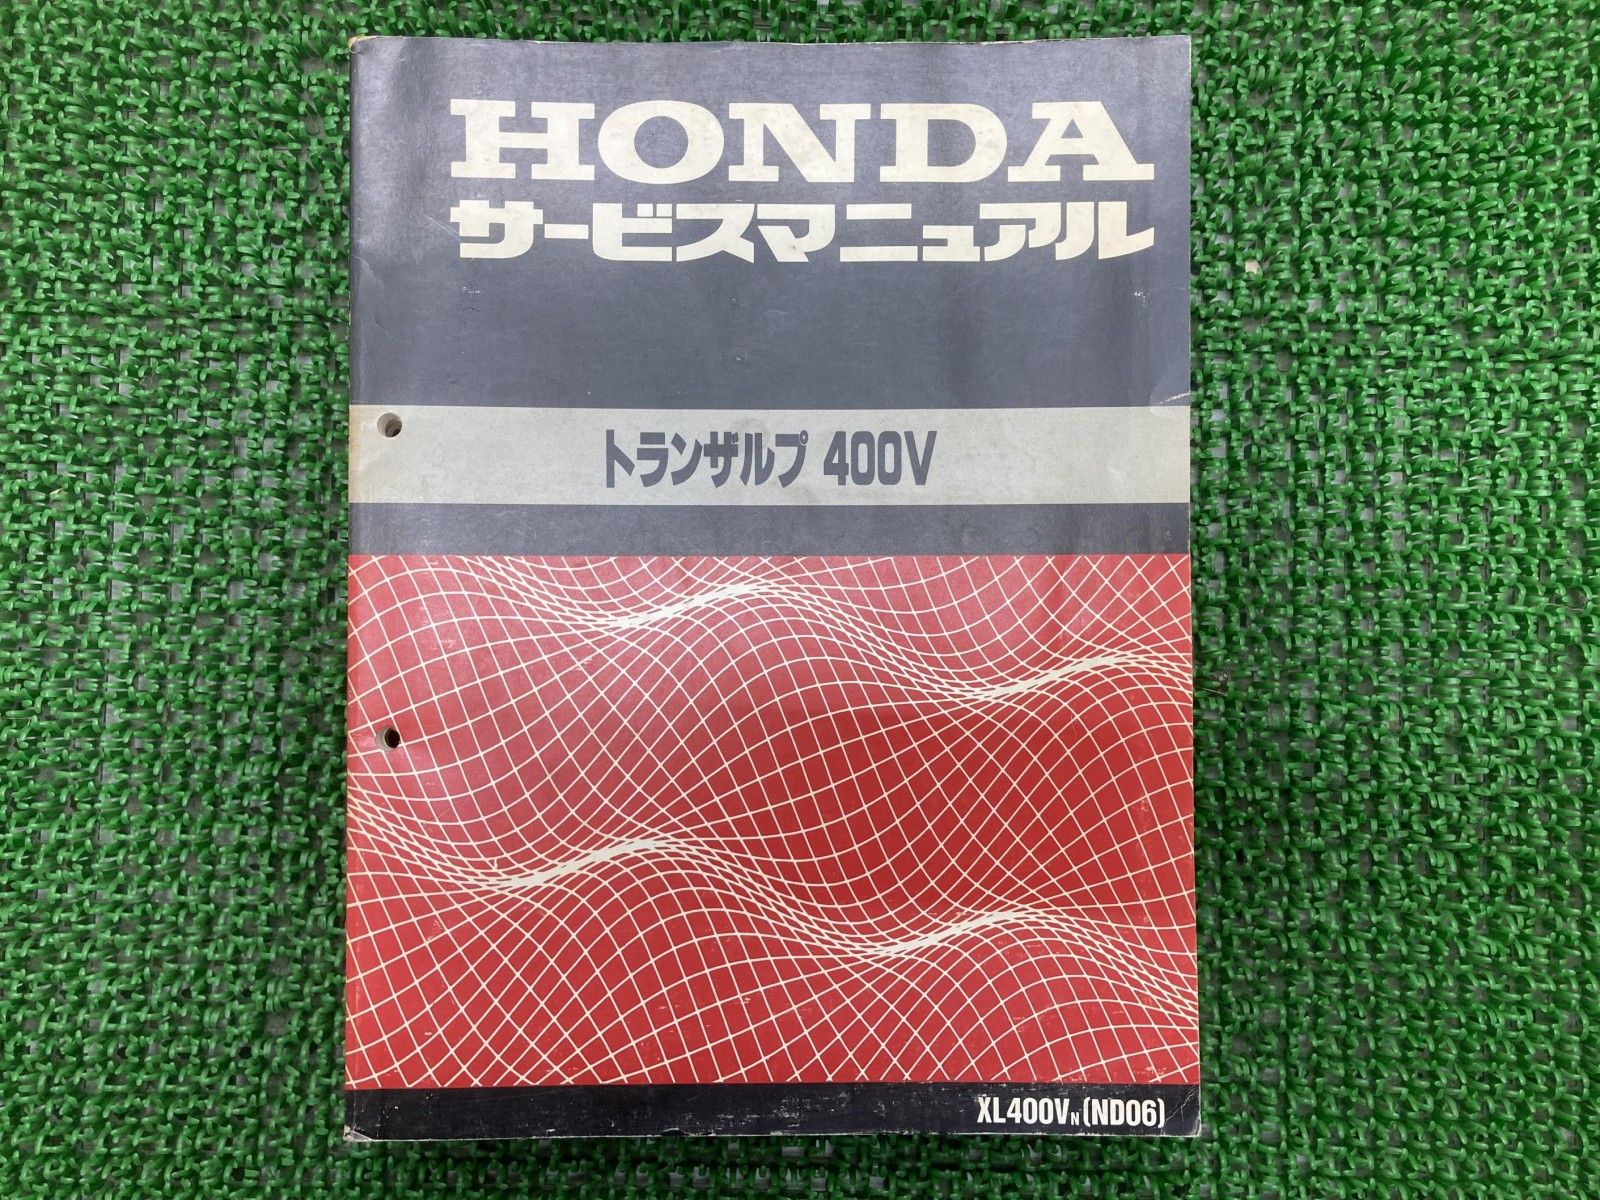 HONDA
サービスマニュアル
トランザルプ 400V
XL400VN (ND06)